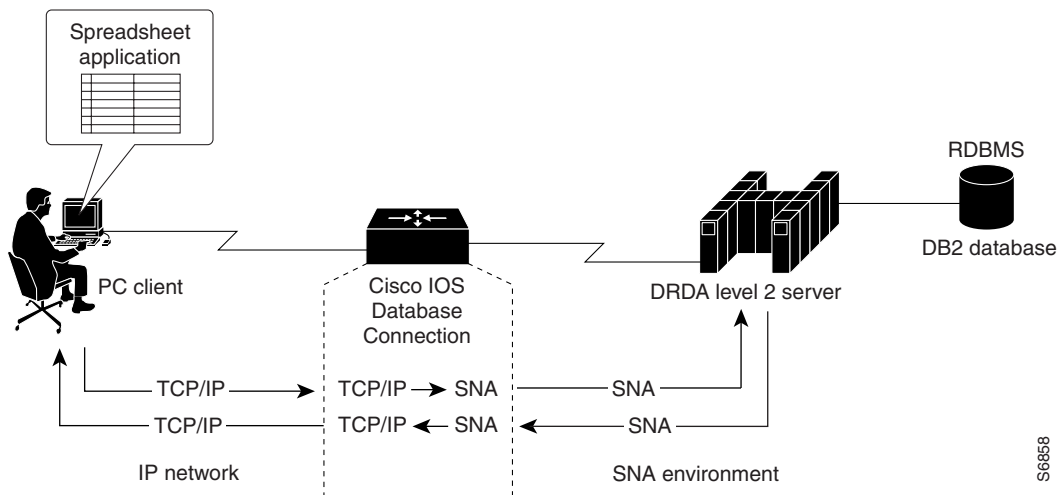 Spreadsheet
application
RDBMS
DB2 database
PC client
Cisco IOS
Database
Connection
DRDA level 2 server
TCP/IP
TCP/IP
SNA
SNA
TCP/IP
TCP/IP
SNA
SNA
IP network
SNA environment
S6858